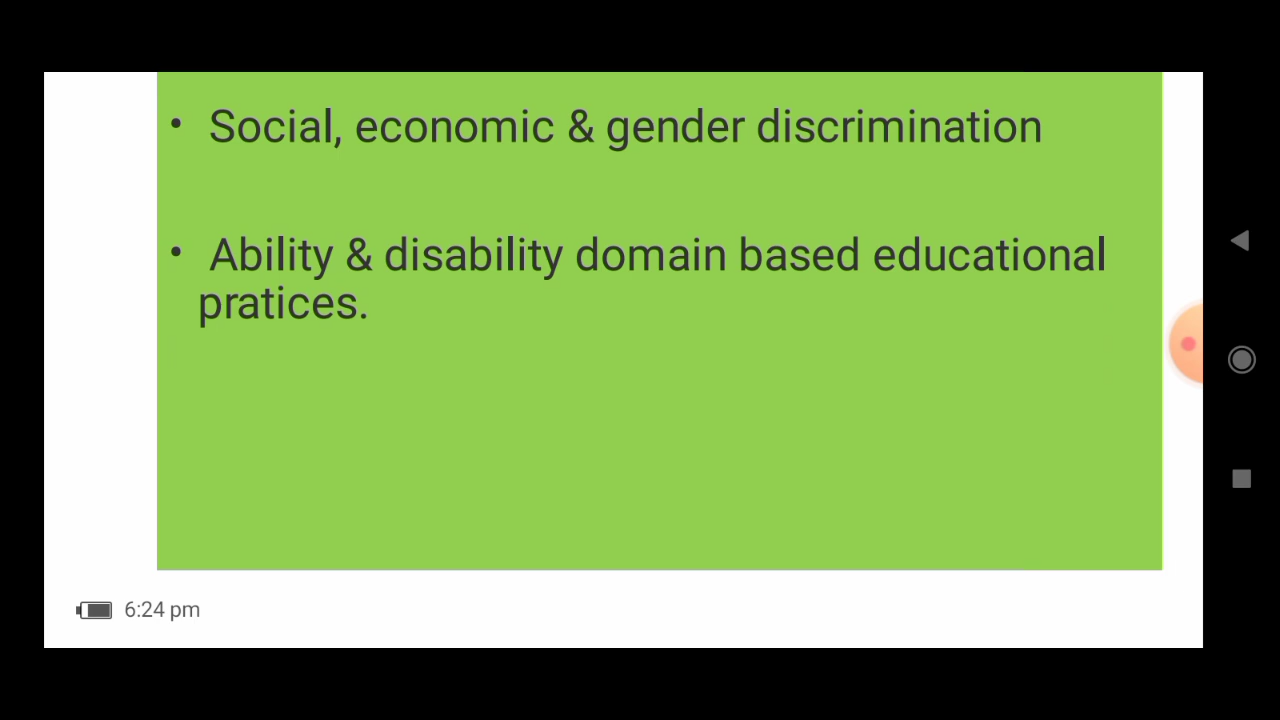 • Social, economic & gender discrimination
• Ability & disability domain based educational
pratices.
6:24 pm